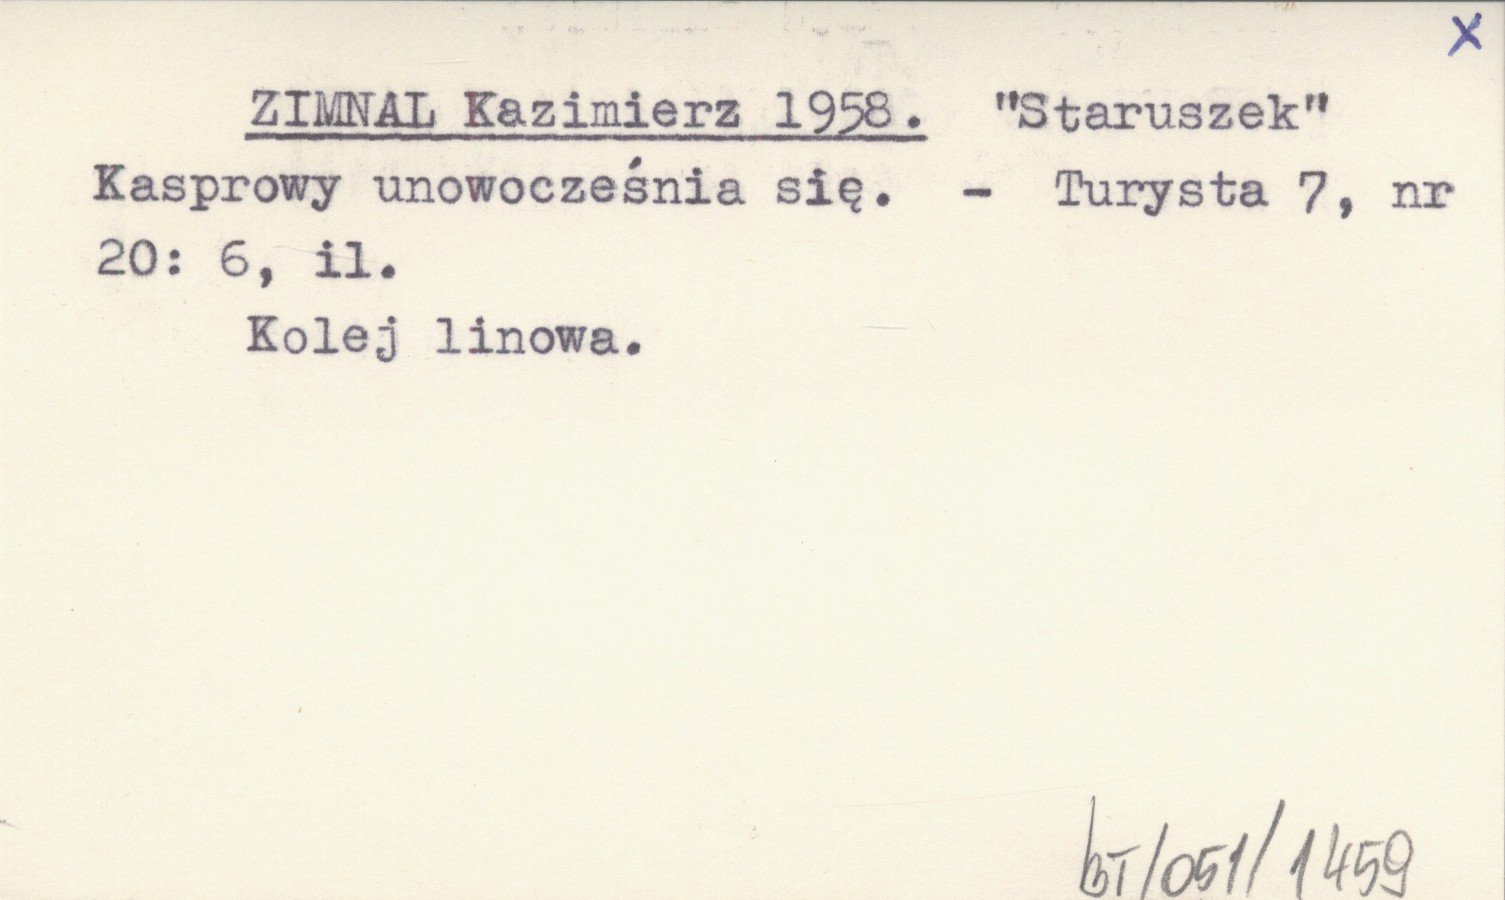 X
ZIMNAL Kazimierz 1958. "Staruszek"
Kasprowy unowocześnia się. - Turysta 7, nr
20: 6, il.
Kolej linowa.
bT/051/1459